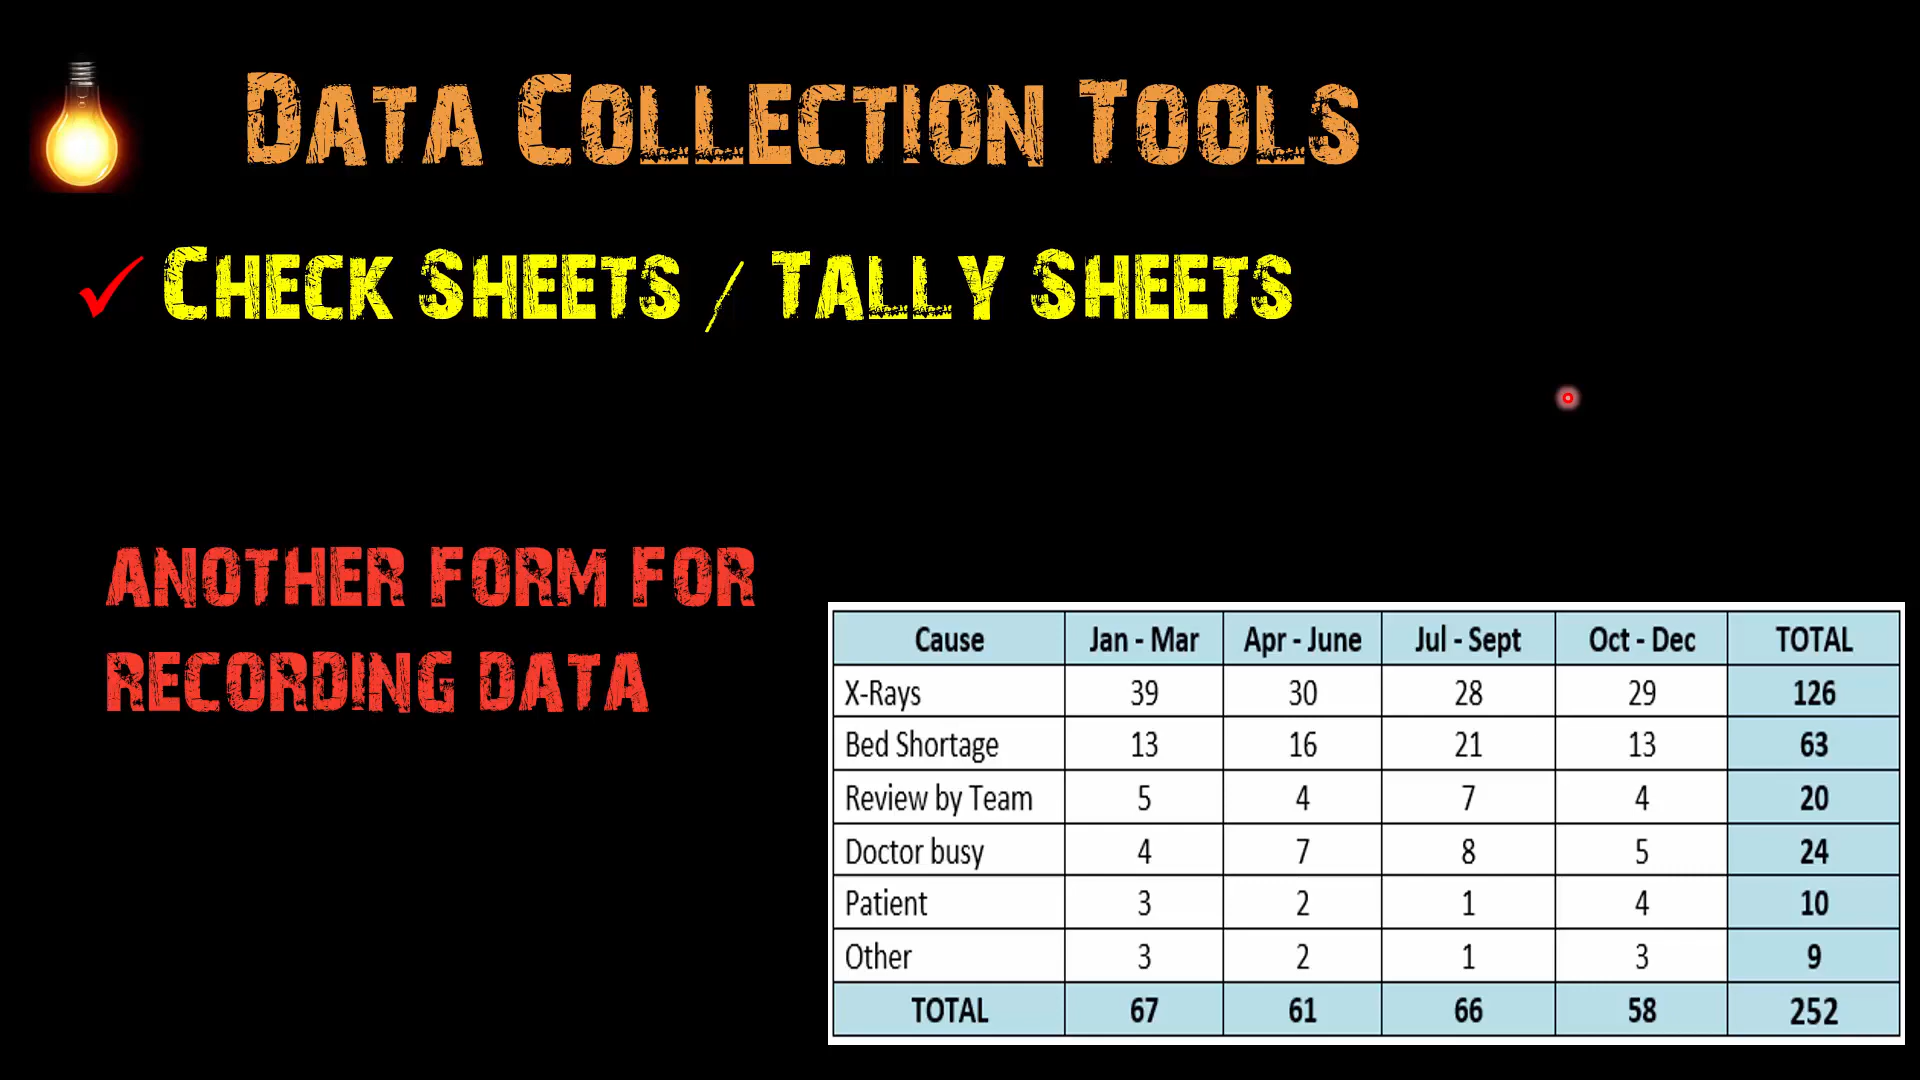 Data Collection Tools
Check Sheets / Tally Sheets
ANOTHER FORM FOR
RECORDING DATA
Cause Jan - Mar Apr - June Jul - Sept Oct - Dec TOTAL
X-Rays 39 30 28 29 126
Bed Shortage 13 16 21 13 63
Review by Team 5 4 7 4 20
Doctor busy 4 7 8 5 24
Patient 3 2 1 4 10
Other 3 2 1 3 9
TOTAL 67 61 66 58 252